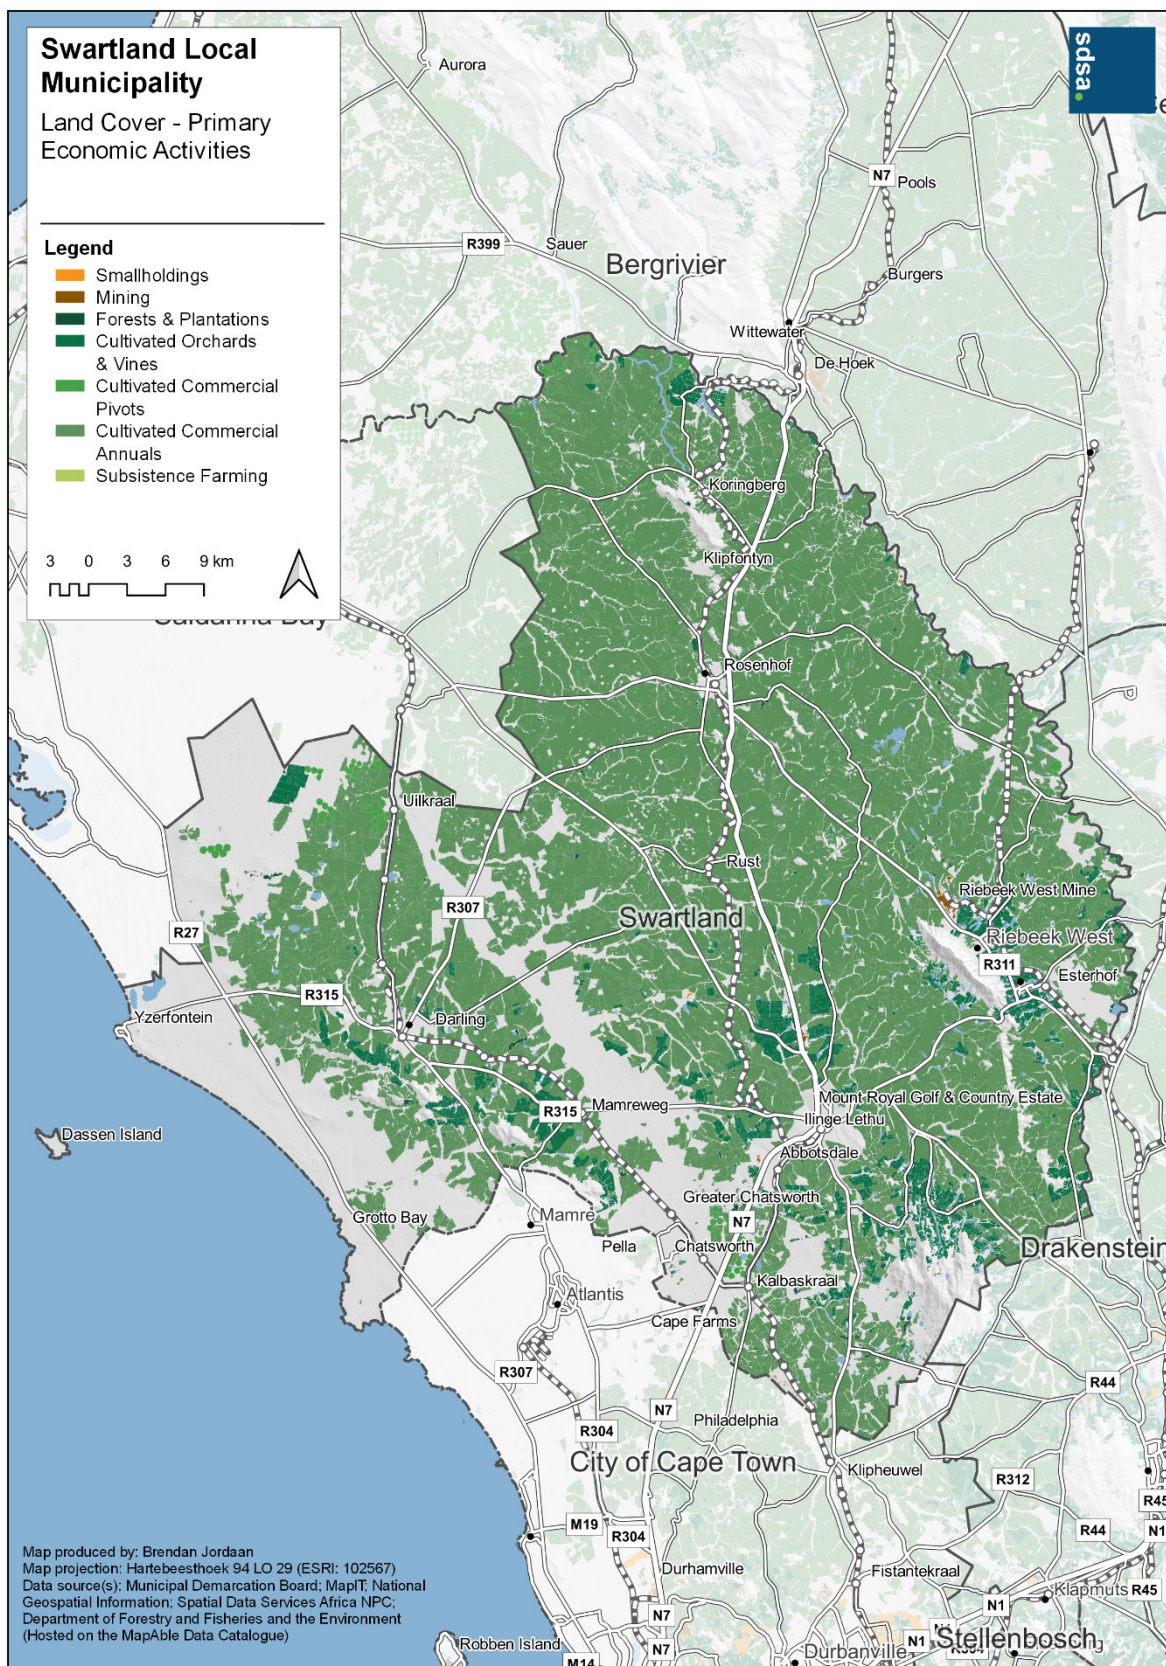 Swartland Local
Municipality
Land Cover - Primary
Economic Activities
Legend
Smallholdings
Mining
Forests & Plantations
Cultivated Orchards
& Vines
Cultivated Commercial
Pivots
Cultivated Commercial
Annuals
Subsistence Farming
3 0 3 6 9 km
sdsa.
Aurora
N7
Pools
R399
Sauer
Bergrivier
Burgers
Wittewater
De Hoek
Koringberg
Klipfontyn
Saldanha Bay
Rosenhof
Uilkraal
Rust
Riebeek West Mine
R307
Swartland
R27
Riebeek West
R311
Esterhof
R315
Yzerfontein
Darling
Mount Royal Golf & Country Estate
R315
Mamreweg
Ilinge Lethu
Dassen Island
Abbotsdale
Greater Chatsworth
Grotto Bay
Mamre
N7
Pella
Chatsworth
Drakenstein
Kalbaskraal
Atlantis
Cape Farms
R307
R44
N7
Philadelphia
R304
City of Cape Town
Klipheuwel
R312
R45
M19
R304
R44
N1
Durhamville
Fistantekraal
Klapmuts
R45
N1
N7
Robben Island
N7
Durbanville
N1
Stellenbosch
M14
Map produced by: Brendan Jordaan
Map projection: Hartebeesthoek 94 LO 29 (ESRI: 102567)
Data source(s): Municipal Demarcation Board; MapIT; National
Geospatial Information; Spatial Data Services Africa NPC;
Department of Forestry and Fisheries and the Environment
(Hosted on the MapAble Data Catalogue)